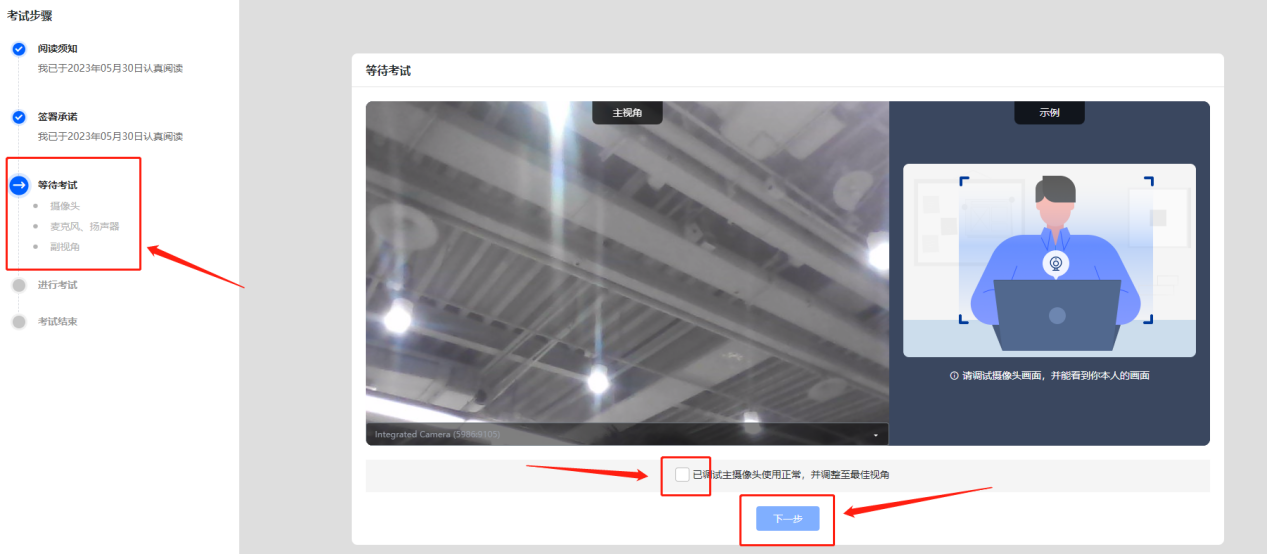 考试步骤
阅读须知
我已于2023年05月30日认真阅读
签署承诺
我已于2023年05月30日认真阅读
等待考试
摄像头
麦克风、扬声器
副视角
进行考试
考试结束
等待考试
主视角
示例
请调试摄像头画面，并能看到你本人的画面
Integrated Camera (5986:9105)
已调试主摄像头使用正常，并调整至最佳视角
下一步